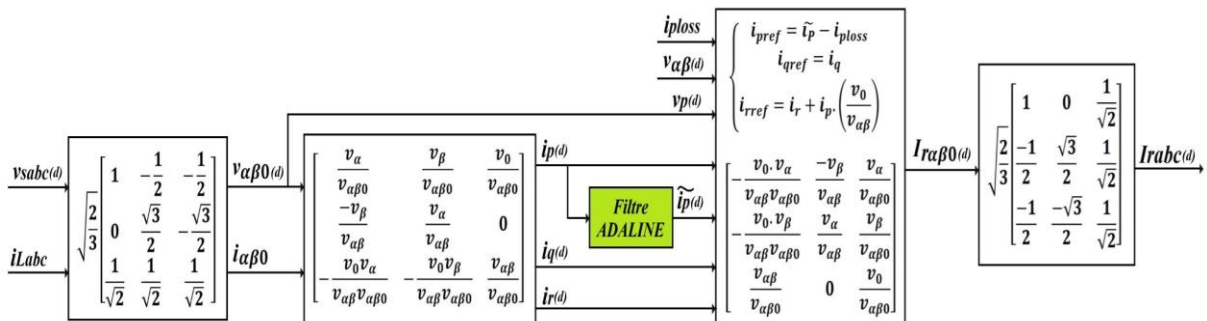 vsabc(d)
iLabc
√(2/3) [1 -1/2 -1/2
0 √3/2 -√3/2
1/√2 1/√2 1/√2]
vαβ0(d)
iαβ0
[vα/vαβ0 vβ/vαβ0 v0/vαβ0
-vβ/vαβ vα/vαβ 0
-v0vα/vαβvαβ0 -v0vβ/vαβvαβ0 vαβ/vαβ0]
ip(d)
Filtre
ADALINE
ĩp(d)
iq(d)
ir(d)
iploss
vαβ(d)
vp(d)
{ipref = ĩP − iploss
iqref = iq
irref = ir + ip.(v0/vαβ)
[-v0.vα/vαβvαβ0 -vβ/vαβ vα/vαβ0
-v0.vβ/vαβvαβ0 vα/vαβ vβ/vαβ0
vαβ/vαβ0 0 v0/vαβ0]
Irαβ0(d)
√(2/3) [1 0 1/√2
-1/2 √3/2 1/√2
-1/2 -√3/2 1/√2]
Irabc(d)